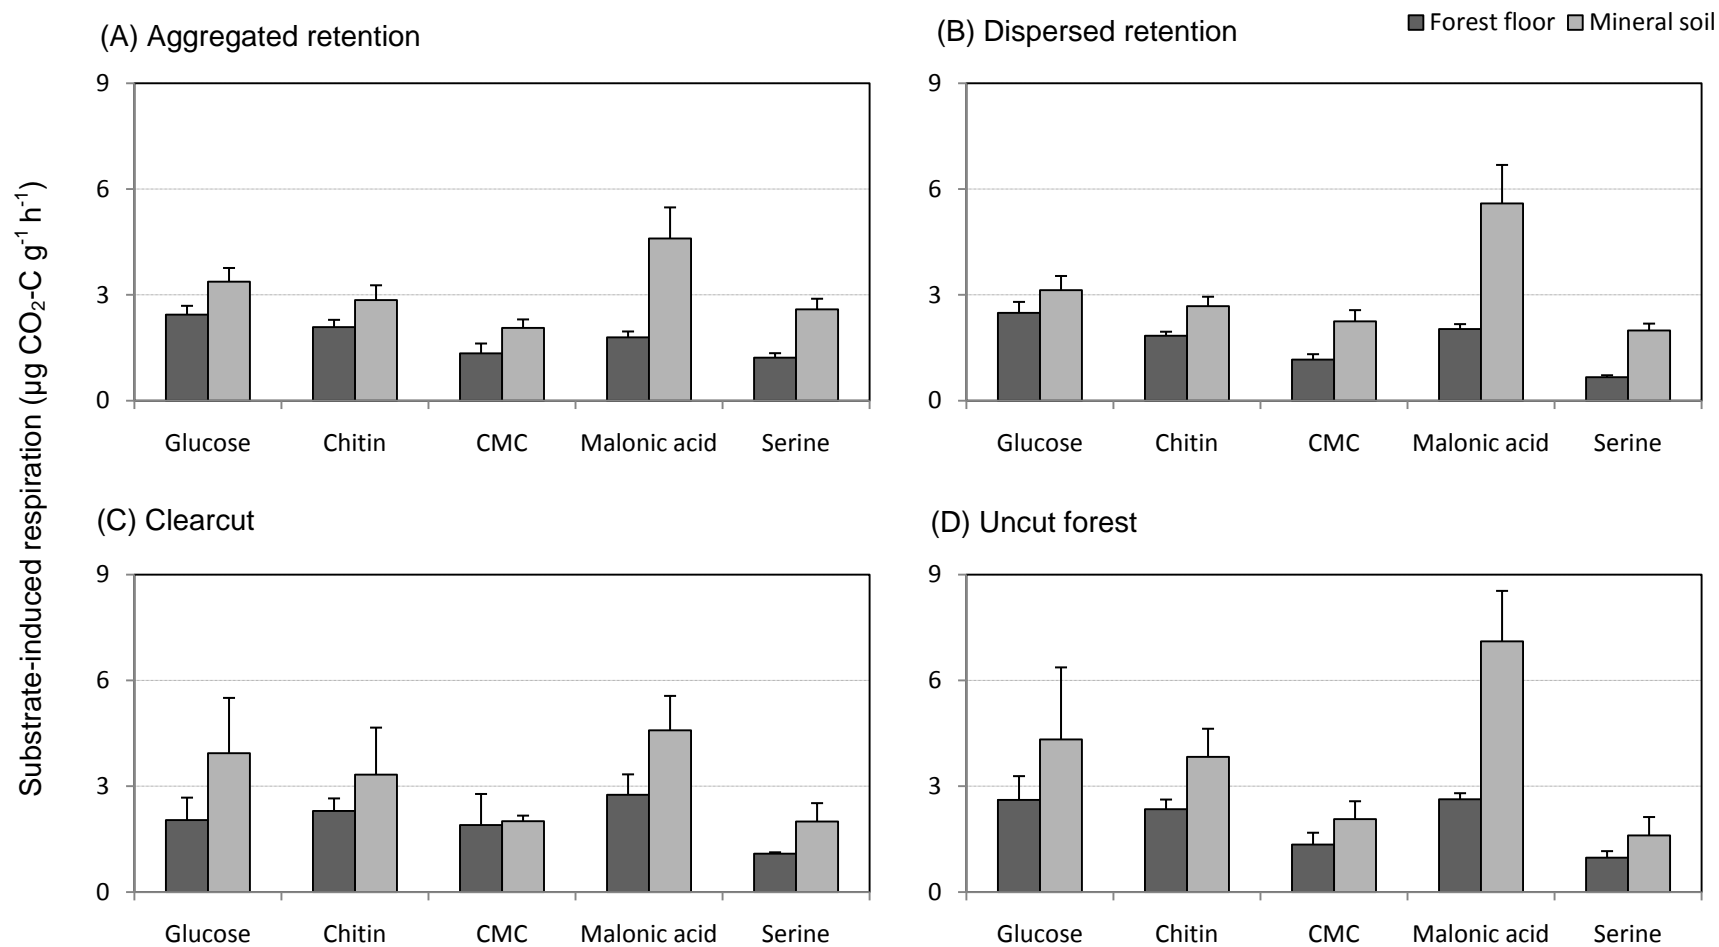 (A) Aggregated retention
(B) Dispersed retention
Forest floor Mineral soil
Substrate-induced respiration (µg CO₂-C g⁻¹ h⁻¹)
9
6
3
0
Glucose Chitin CMC Malonic acid Serine
9
6
3
0
Glucose Chitin CMC Malonic acid Serine
(C) Clearcut
(D) Uncut forest
9
6
3
0
Glucose Chitin CMC Malonic acid Serine
9
6
3
0
Glucose Chitin CMC Malonic acid Serine